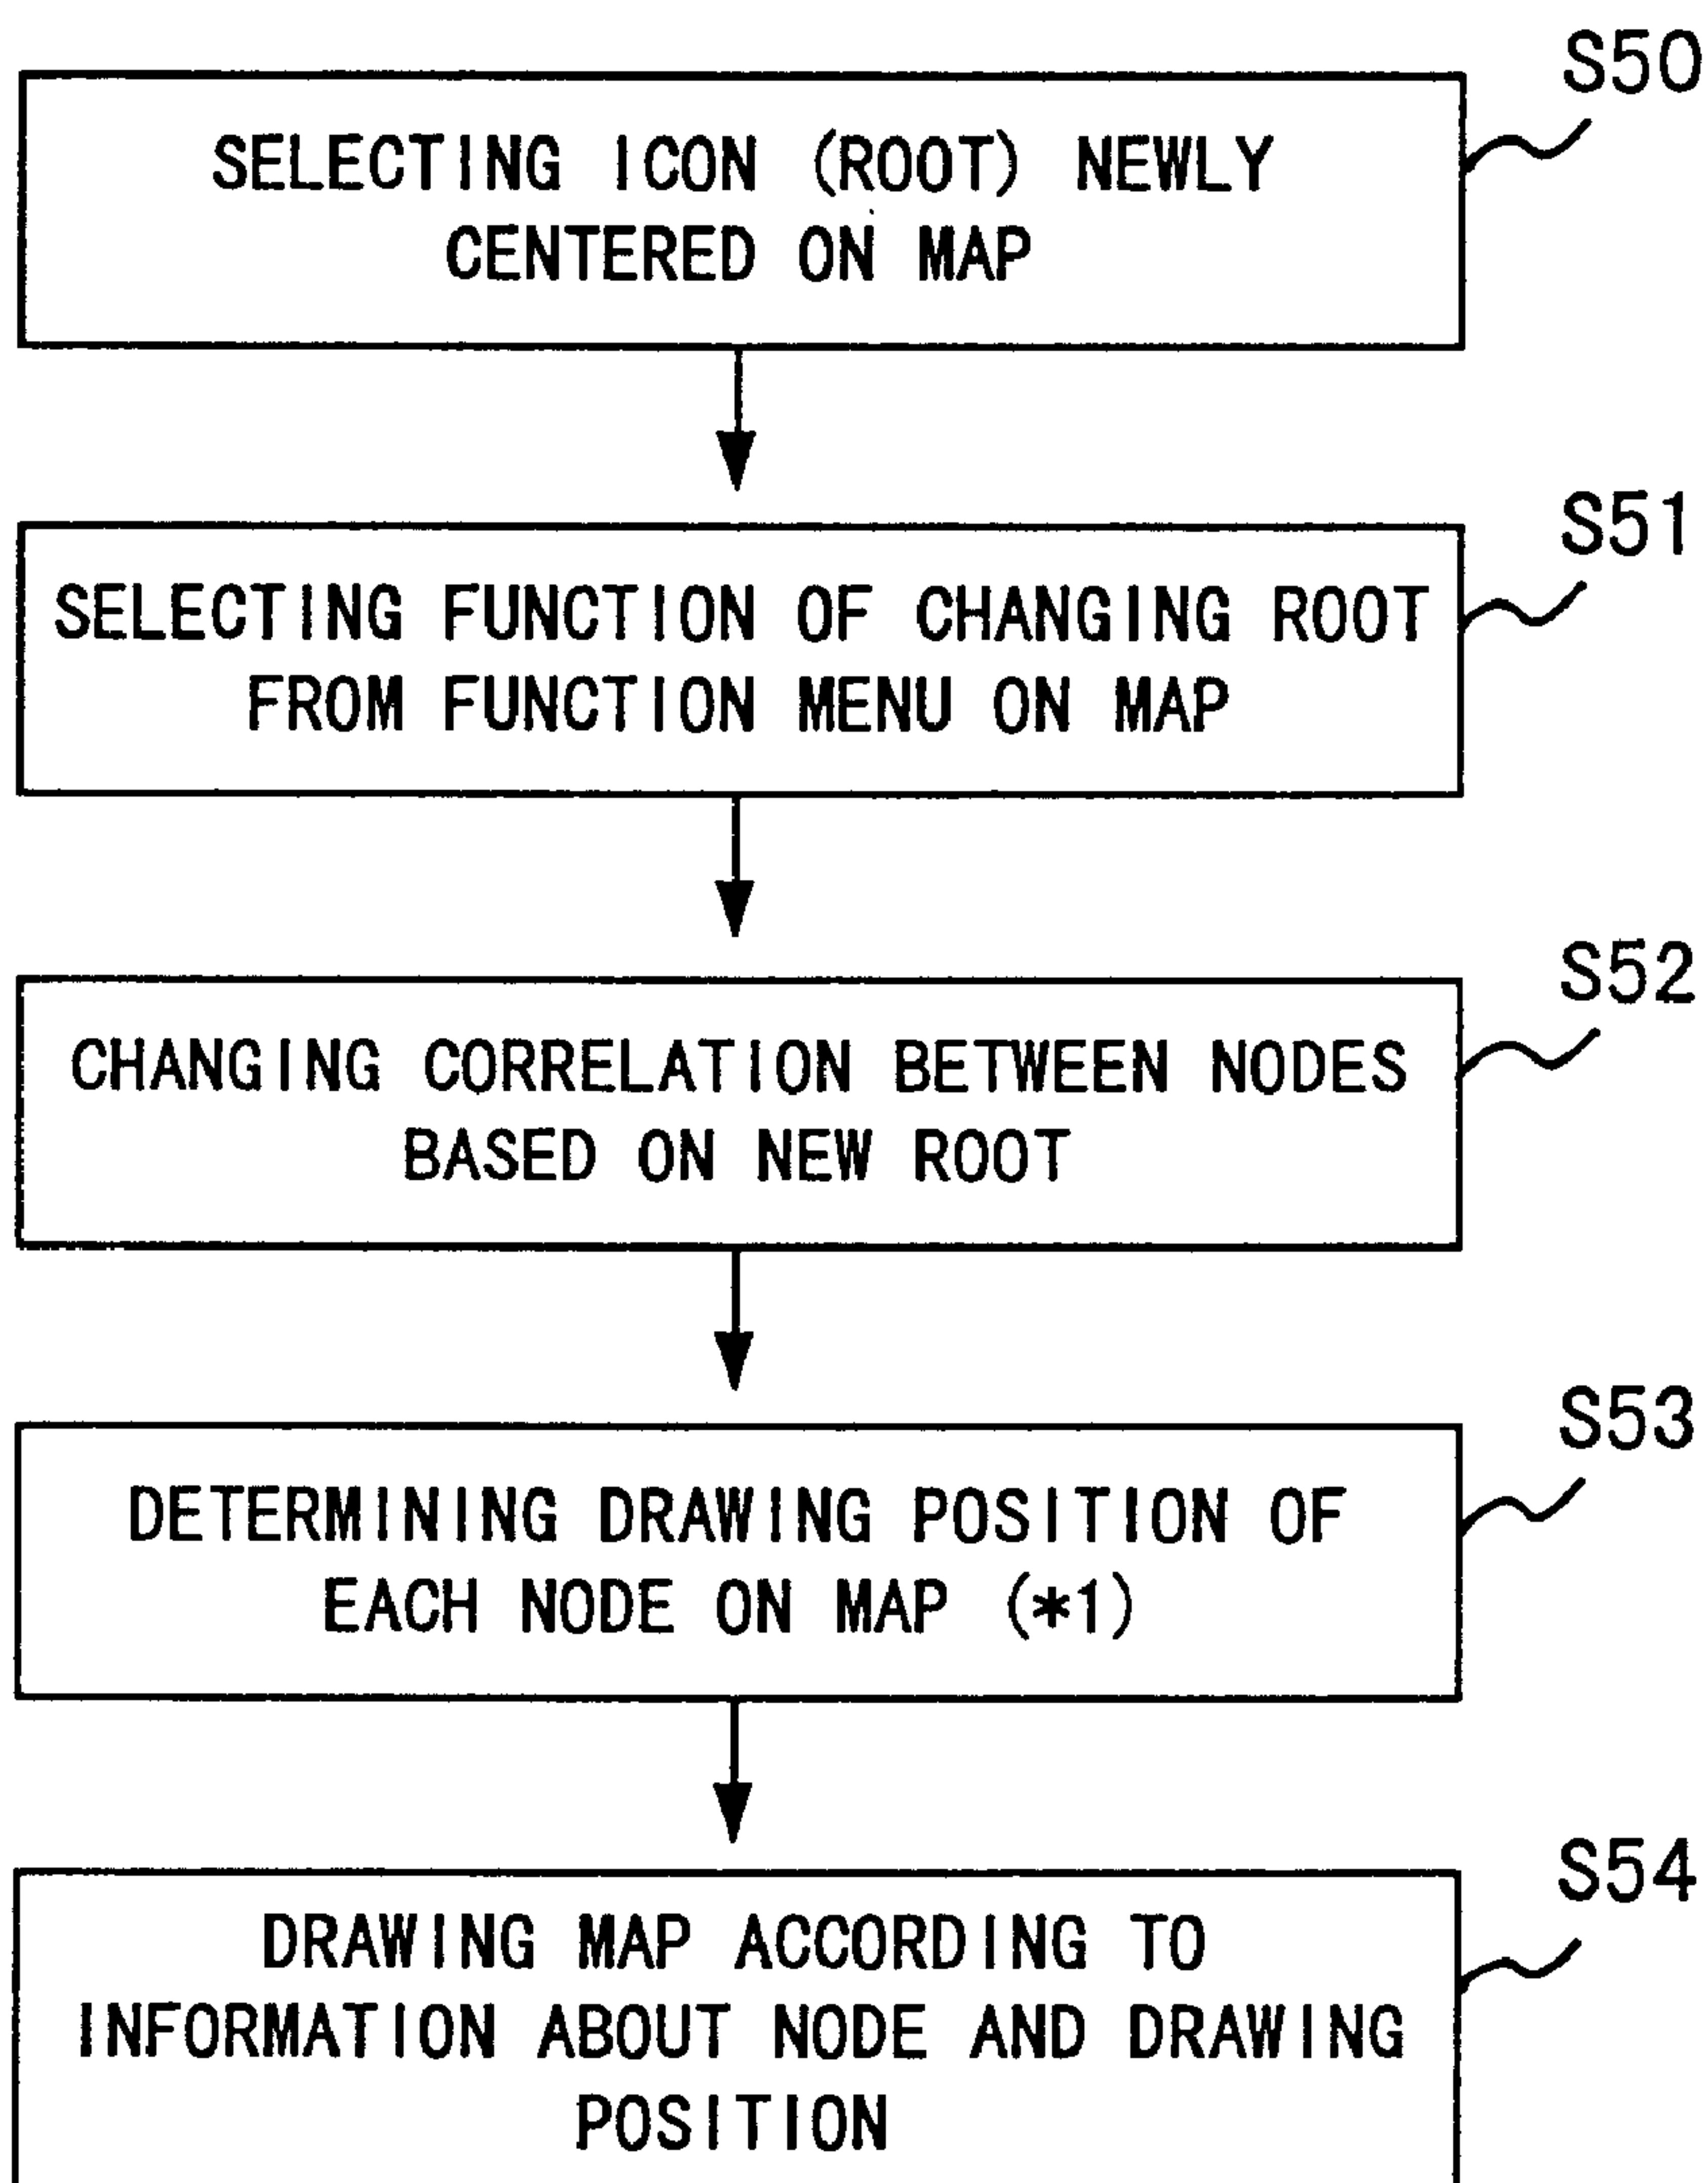 S50
SELECTING ICON (ROOT) NEWLY
CENTERED ON MAP
S51
SELECTING FUNCTION OF CHANGING ROOT
FROM FUNCTION MENU ON MAP
S52
CHANGING CORRELATION BETWEEN NODES
BASED ON NEW ROOT
S53
DETERMINING DRAWING POSITION OF
EACH NODE ON MAP (*1)
S54
DRAWING MAP ACCORDING TO
INFORMATION ABOUT NODE AND DRAWING
POSITION